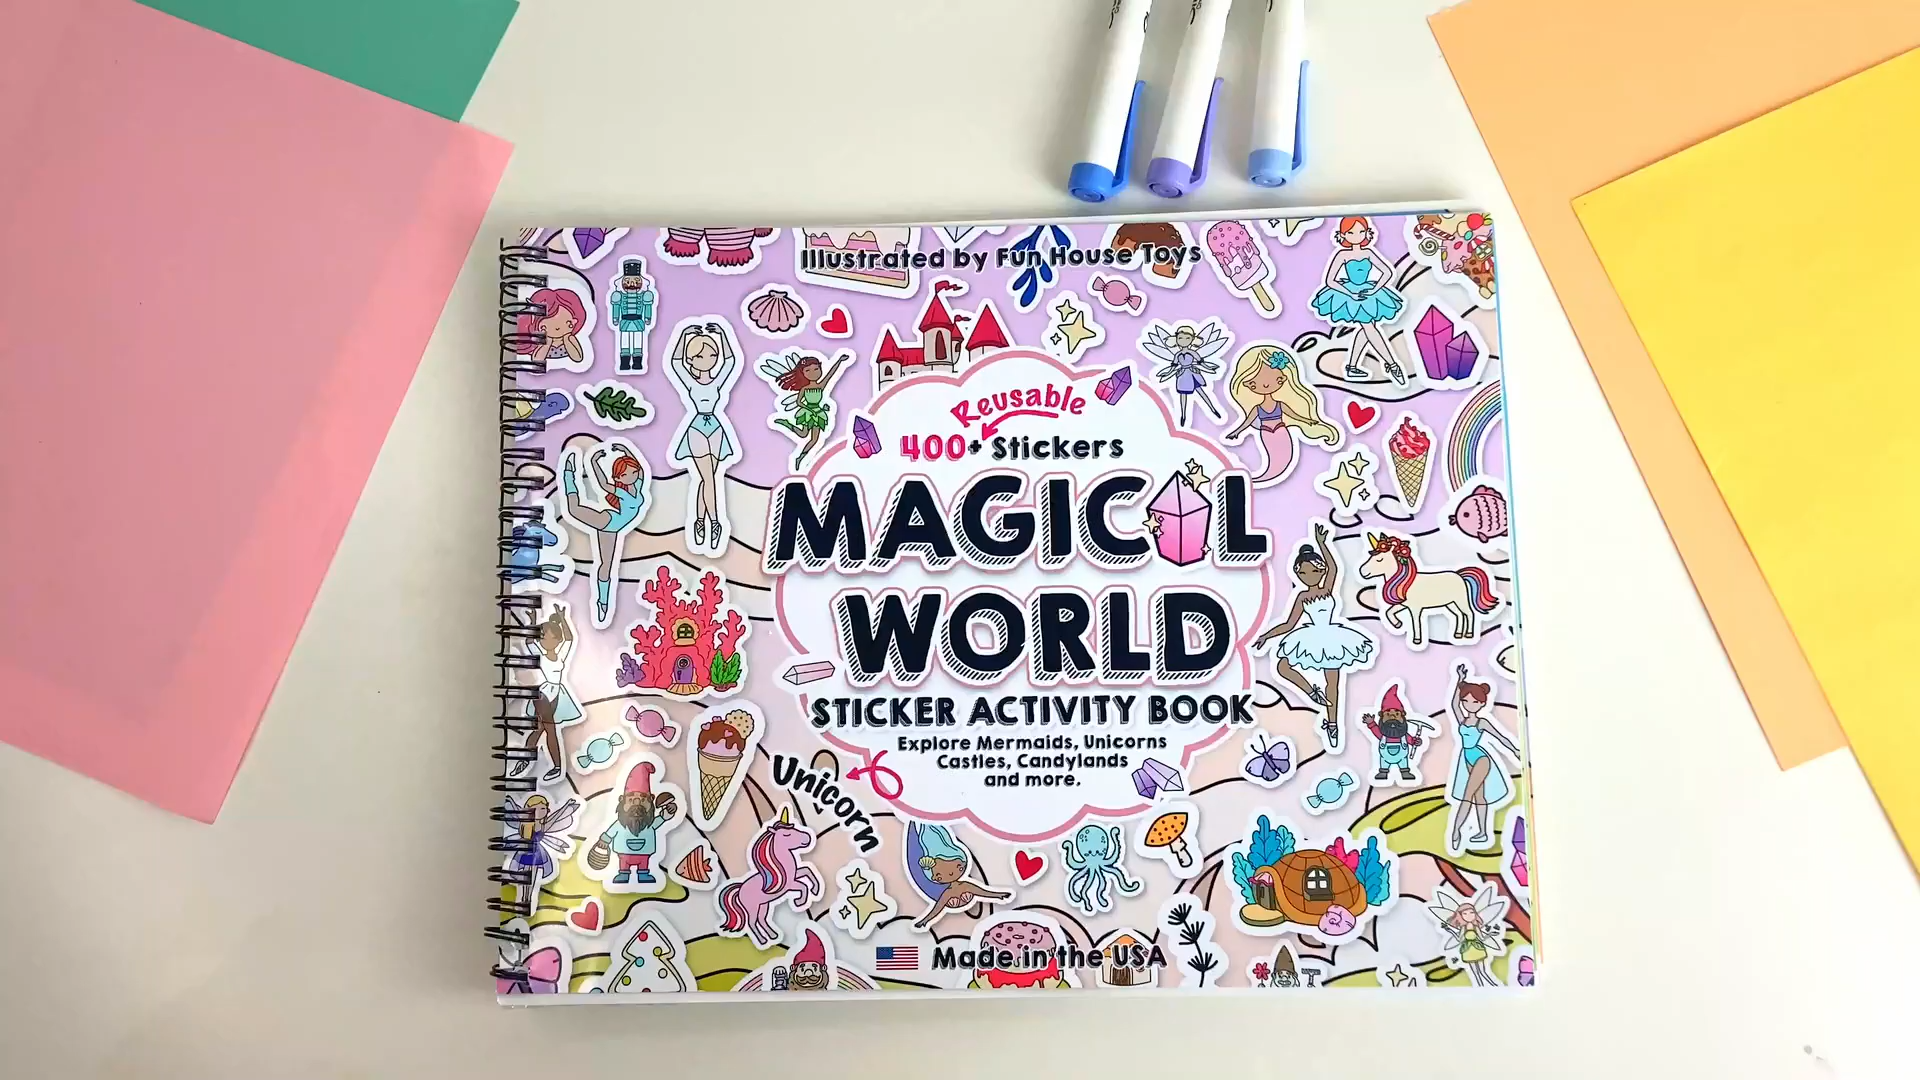 Illustrated by Fun House Toys
Reusable
400+ Stickers
MAGICAL
WORLD
STICKER ACTIVITY BOOK
Explore Mermaids, Unicorns
Castles, Candylands
and more.
Unicorn
Made in the USA